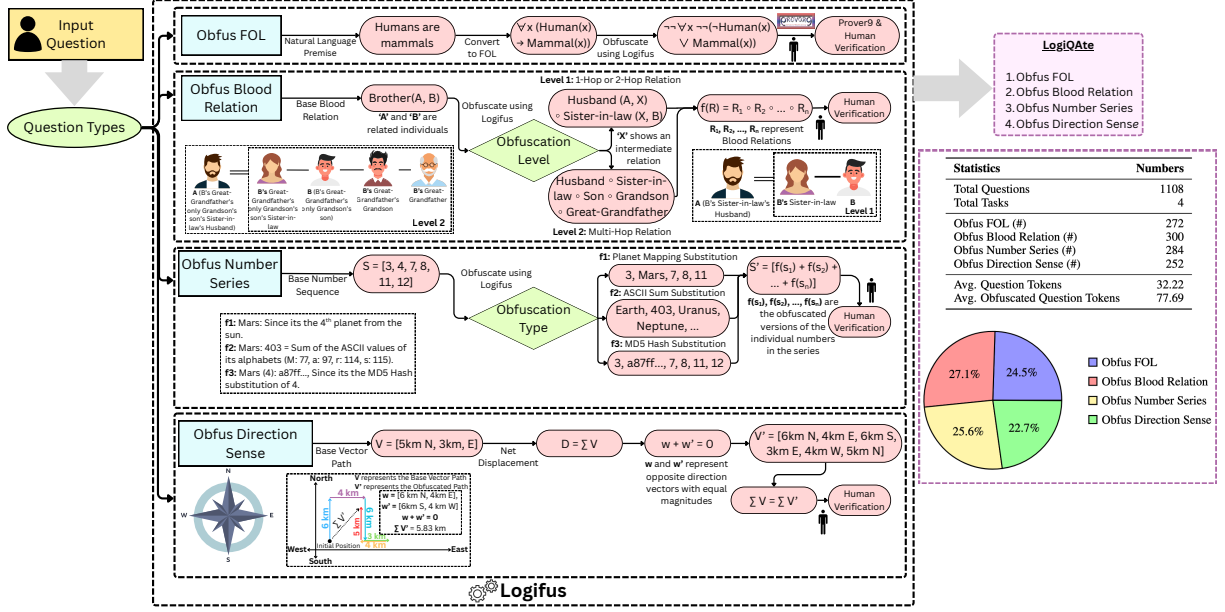 Input
Question
Question Types
Obfus FOL
Natural Language
Premise
Humans are
mammals
Convert
to FOL
∀x (Human(x)
→ Mammal(x))
Obfuscate
using Logifus
¬¬∀x ¬¬(¬Human(x)
∨ Mammal(x))
Prover9 &
Human
Verification
Obfus Blood
Relation
Base Blood
Relation
Brother(A, B)
'A' and 'B' are
related individuals
Obfuscate using
Logifus
Obfuscation
Level
Level 1: 1-Hop or 2-Hop Relation
Husband (A, X)
∘ Sister-in-law (X, B)
'X' shows an
intermediate
relation
Husband ∘ Sister-in-
law ∘ Son ∘ Grandson
∘ Great-Grandfather
Level 2: Multi-Hop Relation
f(R) = R₁ ∘ R₂ ∘ ... ∘ Rₙ
R₁, R₂, ..., Rₙ represent
Blood Relations
Human
Verification
A (B's Great-
Grandfather's
only Grandson's
son's Sister-in-
law's Husband)
B's Great-
Grandfather's
only Grandson's
son's Sister-in-
law
B (B's Great-
Grandfather's
only Grandson's
son)
B's Great-
Grandfather's
Grandson
B's Great-
Grandfather
Level 2
A (B's Sister-in-law's
Husband)
B's Sister-in-law
B
Level 1
Obfus Number
Series
Base Number
Sequence
S = [3, 4, 7, 8,
11, 12]
Obfuscate using
Logifus
Obfuscation
Type
f1: Planet Mapping Substitution
3, Mars, 7, 8, 11
f2: ASCII Sum Substitution
Earth, 403, Uranus,
Neptune, ...
f3: MD5 Hash Substitution
3, a87ff..., 7, 8, 11, 12
S' = [f(s₁) + f(s₂) +
... + f(sₙ)]
f(s₁), f(s₂), ..., f(sₙ) are
the obfuscated
versions of the
individual numbers
in the series
Human
Verification
f1: Mars: Since its the 4th planet from the
sun.
f2: Mars: 403 = Sum of the ASCII values of
its alphabets (M: 77, a: 97, r: 114, s: 115).
f3: Mars (4): a87ff..., Since its the MD5 Hash
substitution of 4.
Obfus Direction
Sense
Base Vector
Path
V = [5km N, 3km, E]
Net
Displacement
D = ∑ V
w + w' = 0
w and w' represent
opposite direction
vectors with equal
magnitudes
V' = [6km N, 4km E, 6km S,
3km E, 4km W, 5km N]
∑ V = ∑ V'
Human
Verification
N
W
E
S
North
V represents the Base Vector Path
V' represents the Obfuscated Path
4 km
6 km
∑V'
5 km
6 km
3 km
4 km
w = [6 km N, 4km E],
w' = [6km S, 4 km W]
w + w' = 0
∑ V' = 5.83 km
Initial Position
West
East
South
Logifus
LogiQAte
1. Obfus FOL
2. Obfus Blood Relation
3. Obfus Number Series
4. Obfus Direction Sense
Statistics Numbers
Total Questions 1108
Total Tasks 4
Obfus FOL (#) 272
Obfus Blood Relation (#) 300
Obfus Number Series (#) 284
Obfus Direction Sense (#) 252
Avg. Question Tokens 32.22
Avg. Obfuscated Question Tokens 77.69
27.1%
24.5%
25.6%
22.7%
Obfus FOL
Obfus Blood Relation
Obfus Number Series
Obfus Direction Sense